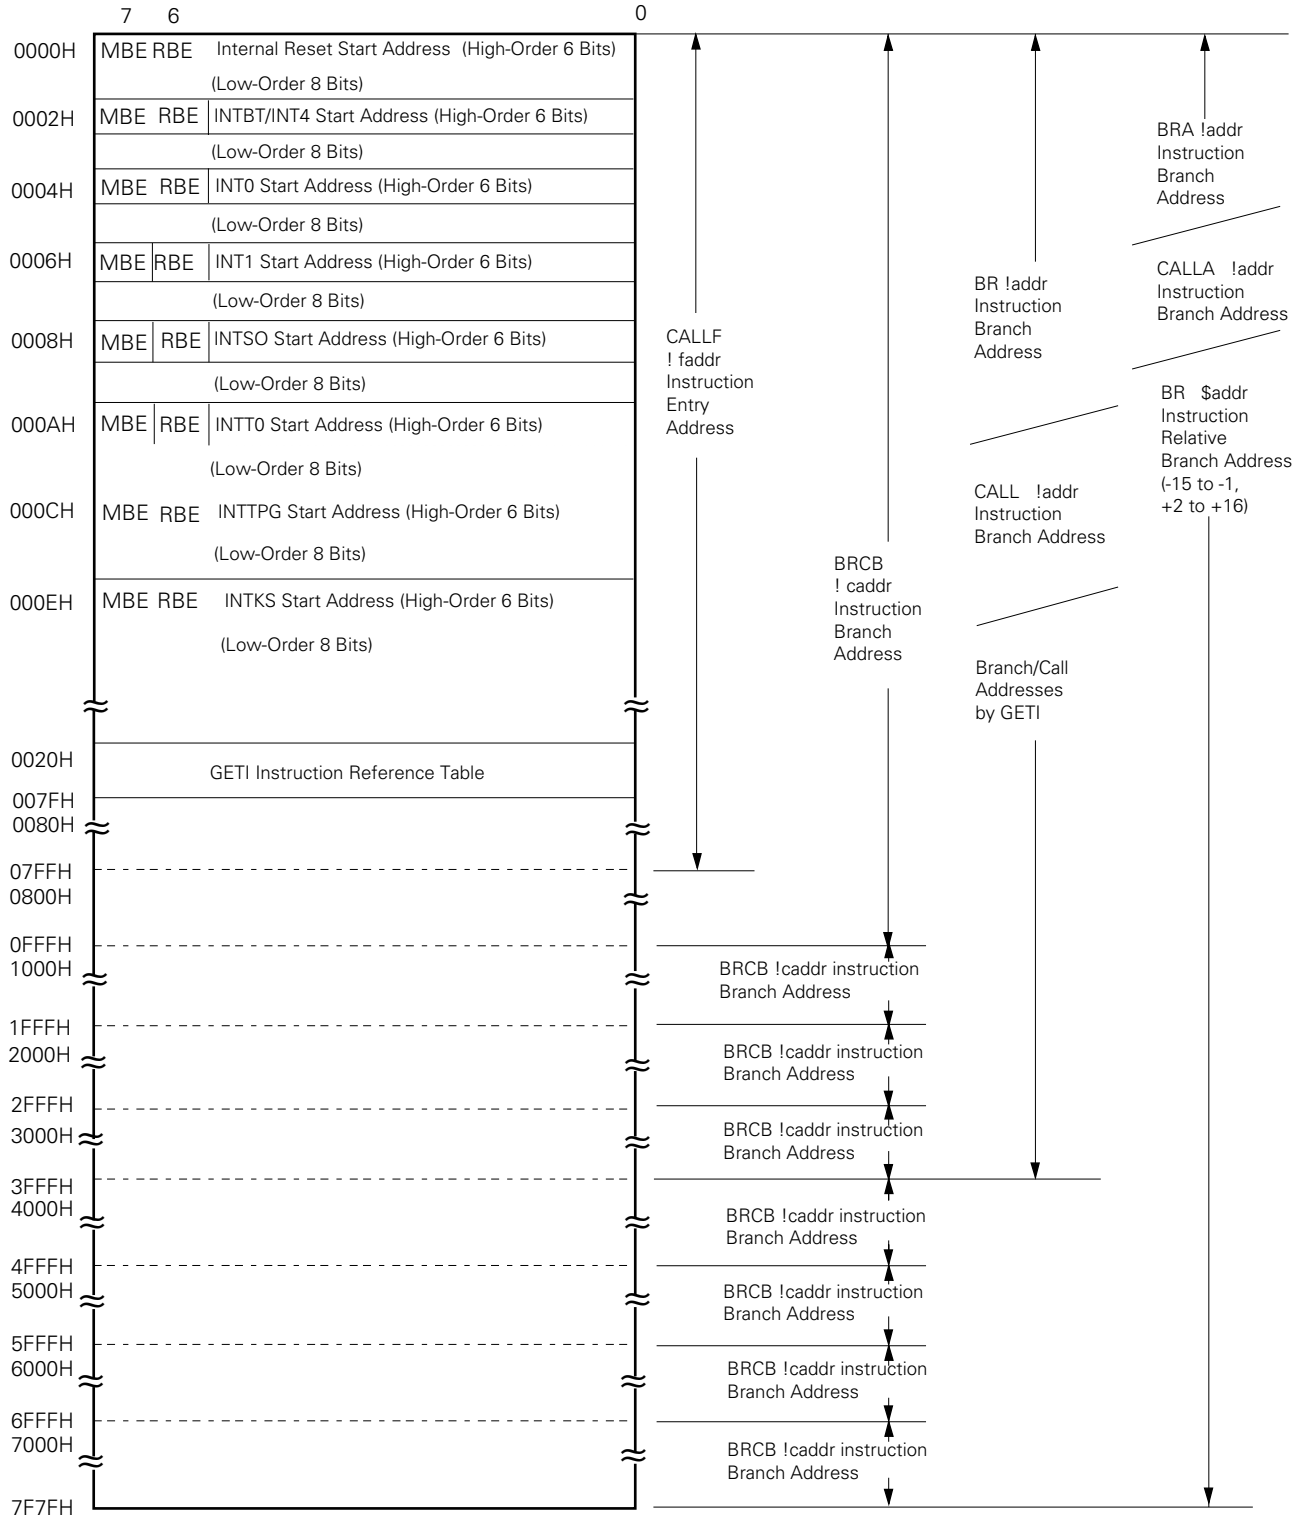 7 6 0
0000H MBE RBE Internal Reset Start Address (High-Order 6 Bits)
(Low-Order 8 Bits)
0002H MBE RBE INTBT/INT4 Start Address (High-Order 6 Bits)
(Low-Order 8 Bits)
0004H MBE RBE INT0 Start Address (High-Order 6 Bits)
(Low-Order 8 Bits)
0006H MBE RBE INT1 Start Address (High-Order 6 Bits)
(Low-Order 8 Bits)
0008H MBE RBE INTSO Start Address (High-Order 6 Bits)
(Low-Order 8 Bits)
000AH MBE RBE INTT0 Start Address (High-Order 6 Bits)
(Low-Order 8 Bits)
000CH MBE RBE INTTPG Start Address (High-Order 6 Bits)
(Low-Order 8 Bits)
000EH MBE RBE INTKS Start Address (High-Order 6 Bits)
(Low-Order 8 Bits)
0020H
GETI Instruction Reference Table
007FH
0080H
07FFH
0800H
0FFFH
1000H
1FFFH
2000H
2FFFH
3000H
3FFFH
4000H
4FFFH
5000H
5FFFH
6000H
6FFFH
7000H
7F7FH
CALLF
! faddr
Instruction
Entry
Address
BRCB
! caddr
Instruction
Branch
Address
BRCB !caddr instruction
Branch Address
BRCB !caddr instruction
Branch Address
BRCB !caddr instruction
Branch Address
BRCB !caddr instruction
Branch Address
BRCB !caddr instruction
Branch Address
BRCB !caddr instruction
Branch Address
BRCB !caddr instruction
Branch Address
BR !addr
Instruction
Branch
Address
CALL !addr
Instruction
Branch Address
Branch/Call
Addresses
by GETI
BRA !addr
Instruction
Branch
Address
CALLA !addr
Instruction
Branch Address
BR $addr
Instruction
Relative
Branch Address
(-15 to -1,
+2 to +16)